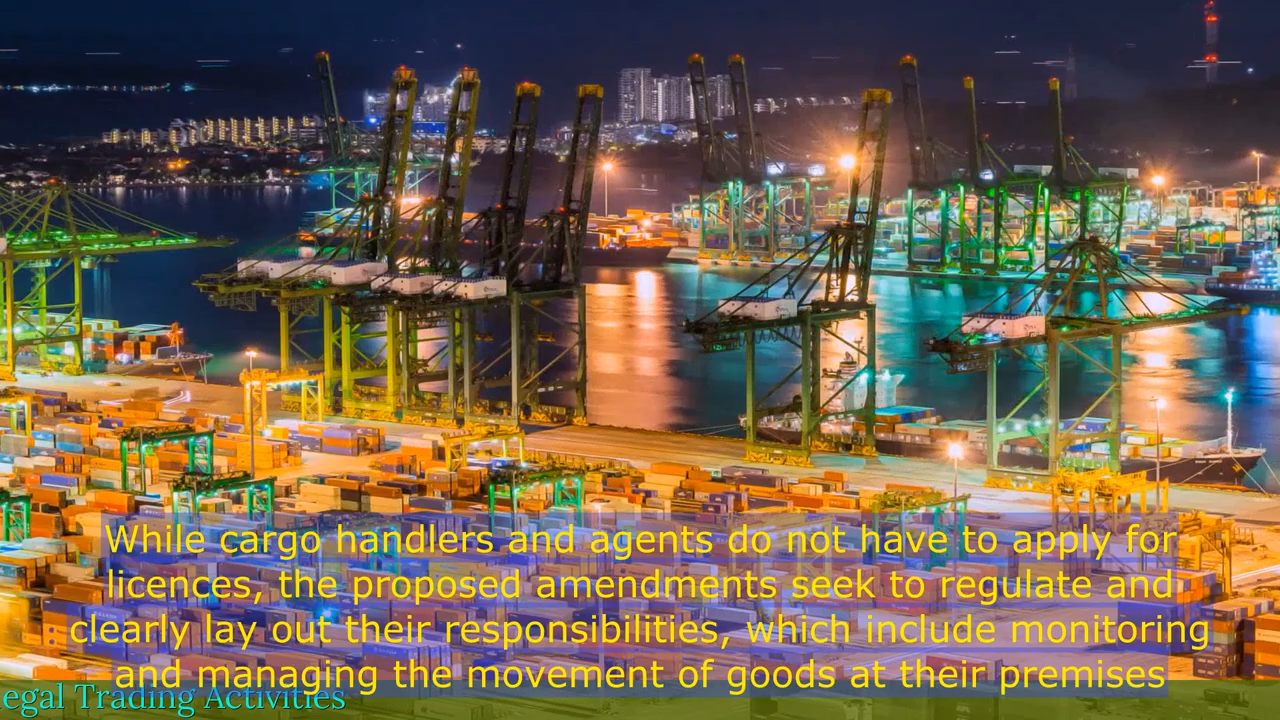 While cargo handlers and agents do not have to apply for
licences, the proposed amendments seek to regulate and
clearly lay out their responsibilities, which include monitoring
and managing the movement of goods at their premises
egal Trading Activities